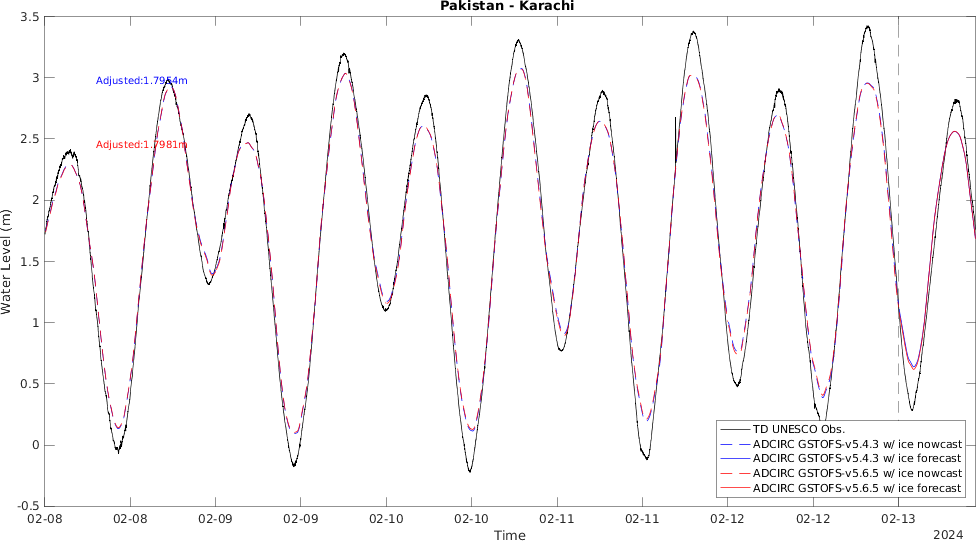 Pakistan - Karachi
3.5
3
2.5
2
1.5
1
0.5
0
-0.5
Water Level (m)
Adjusted:1.7954m
Adjusted:1.7981m
TD UNESCO Obs.
ADCIRC GSTOFS-v5.4.3 w/ ice nowcast
ADCIRC GSTOFS-v5.4.3 w/ ice forecast
ADCIRC GSTOFS-v5.6.5 w/ ice nowcast
ADCIRC GSTOFS-v5.6.5 w/ ice forecast
02-08 02-08 02-09 02-09 02-10 02-10 02-11 02-11 02-12 02-12 02-13
Time
2024